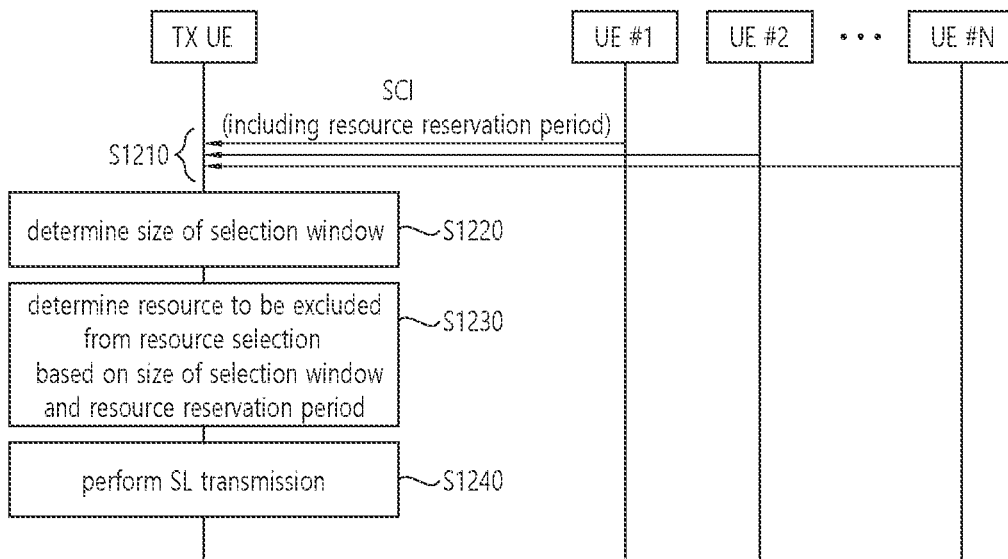 TX UE
UE #1
UE #2
• • •
UE #N
SCI
(including resource reservation period)
S1210
determine size of selection window
S1220
determine resource to be excluded
from resource selection
based on size of selection window
and resource reservation period
S1230
perform SL transmission
S1240